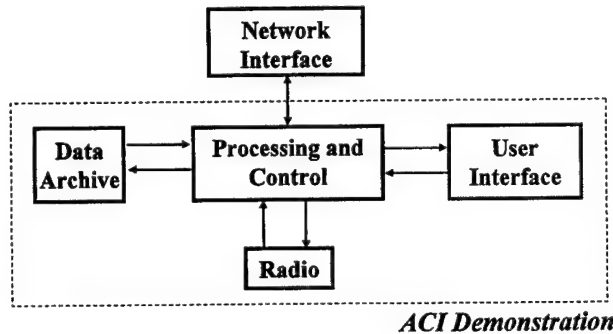 Network
Interface
Data
Archive
Processing and
Control
User
Interface
Radio
ACI Demonstration